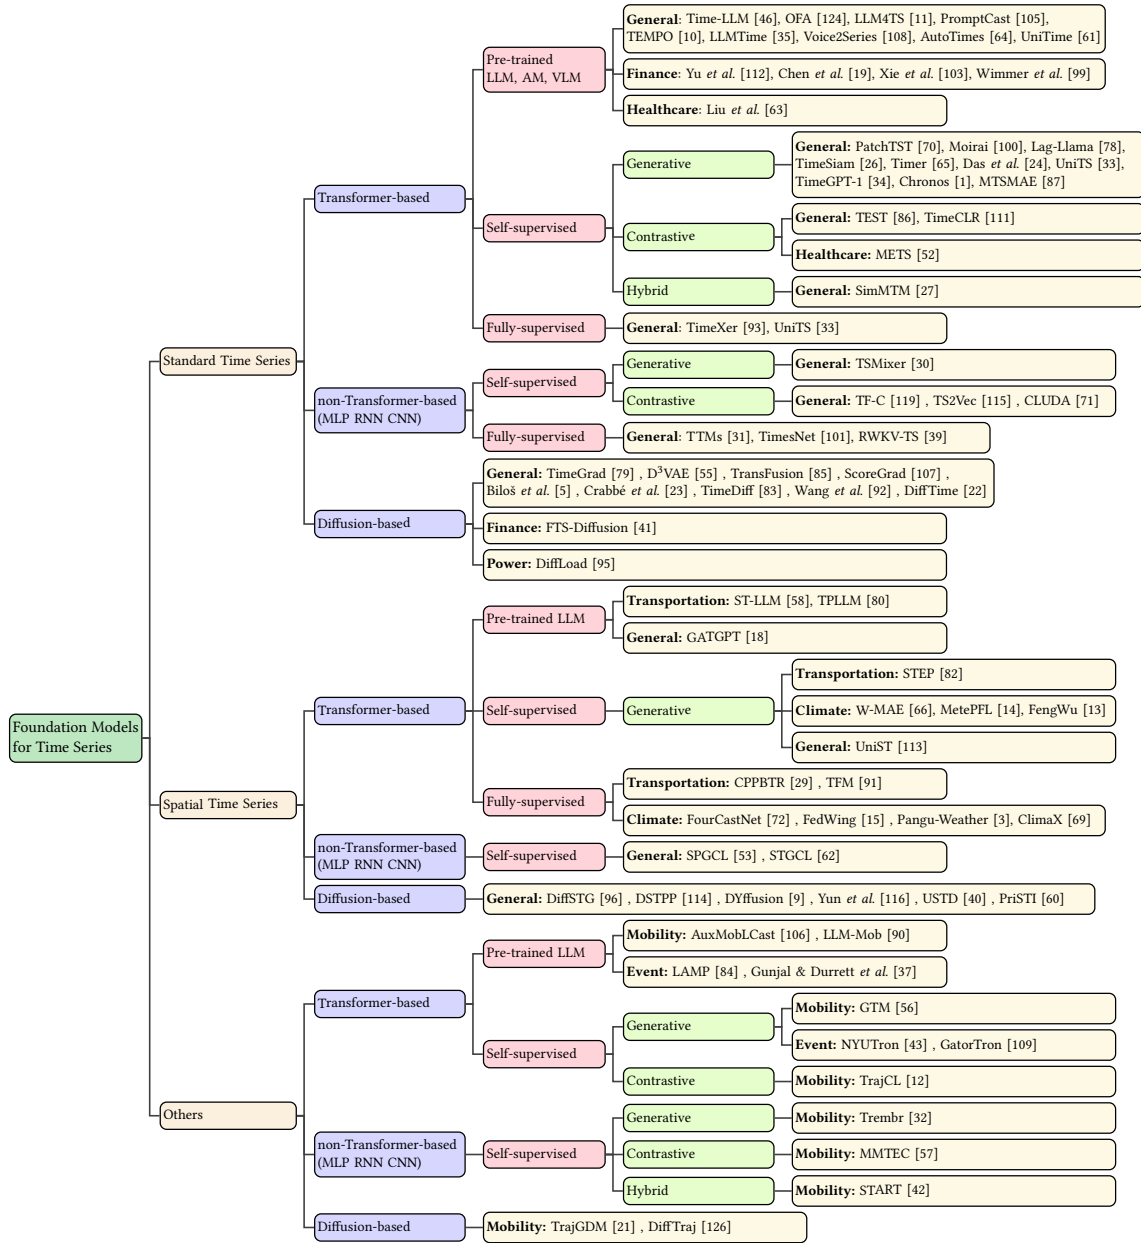 General: Time-LLM [46], OFA [124], LLM4TS [11], PromptCast [105],
TEMPO [10], LLMTime [35], Voice2Series [108], AutoTimes [64], UniTime [61]
Pre-trained
LLM, AM, VLM
Finance: Yu et al. [112], Chen et al. [19], Xie et al. [103], Wimmer et al. [99]
Healthcare: Liu et al. [63]
General: PatchTST [70], Moirai [100], Lag-Llama [78],
TimeSiam [26], Timer [65], Das et al. [24], UniTS [33],
TimeGPT-1 [34], Chronos [1], MTSMAE [87]
Generative
Transformer-based
General: TEST [86], TimeCLR [111]
Self-supervised
Contrastive
Healthcare: METS [52]
Hybrid
General: SimMTM [27]
Fully-supervised
General: TimeXer [93], UniTS [33]
Standard Time Series
Generative
General: TSMixer [30]
Self-supervised
non-Transformer-based
(MLP RNN CNN)
Contrastive
General: TF-C [119] , TS2Vec [115] , CLUDA [71]
Fully-supervised
General: TTMs [31], TimesNet [101], RWKV-TS [39]
General: TimeGrad [79] , D³VAE [55] , TransFusion [85] , ScoreGrad [107] ,
Biloš et al. [5] , Crabbé et al. [23] , TimeDiff [83] , Wang et al. [92] , DiffTime [22]
Diffusion-based
Finance: FTS-Diffusion [41]
Power: DiffLoad [95]
Transportation: ST-LLM [58], TPLLM [80]
Pre-trained LLM
General: GATGPT [18]
Transportation: STEP [82]
Transformer-based
Self-supervised
Generative
Climate: W-MAE [66], MetePFL [14], FengWu [13]
General: UniST [113]
Foundation Models
for Time Series
Transportation: CPPBTR [29] , TFM [91]
Fully-supervised
Spatial Time Series
Climate: FourCastNet [72] , FedWing [15] , Pangu-Weather [3], ClimaX [69]
non-Transformer-based
(MLP RNN CNN)
Self-supervised
General: SPGCL [53] , STGCL [62]
Diffusion-based
General: DiffSTG [96] , DSTPP [114] , DYffusion [9] , Yun et al. [116] , USTD [40] , PriSTI [60]
Mobility: AuxMobLCast [106] , LLM-Mob [90]
Pre-trained LLM
Event: LAMP [84] , Gunjal & Durrett et al. [37]
Transformer-based
Mobility: GTM [56]
Generative
Event: NYUTron [43] , GatorTron [109]
Self-supervised
Contrastive
Mobility: TrajCL [12]
Others
Generative
Mobility: Trembr [32]
non-Transformer-based
(MLP RNN CNN)
Self-supervised
Contrastive
Mobility: MMTEC [57]
Hybrid
Mobility: START [42]
Diffusion-based
Mobility: TrajGDM [21] , DiffTraj [126]